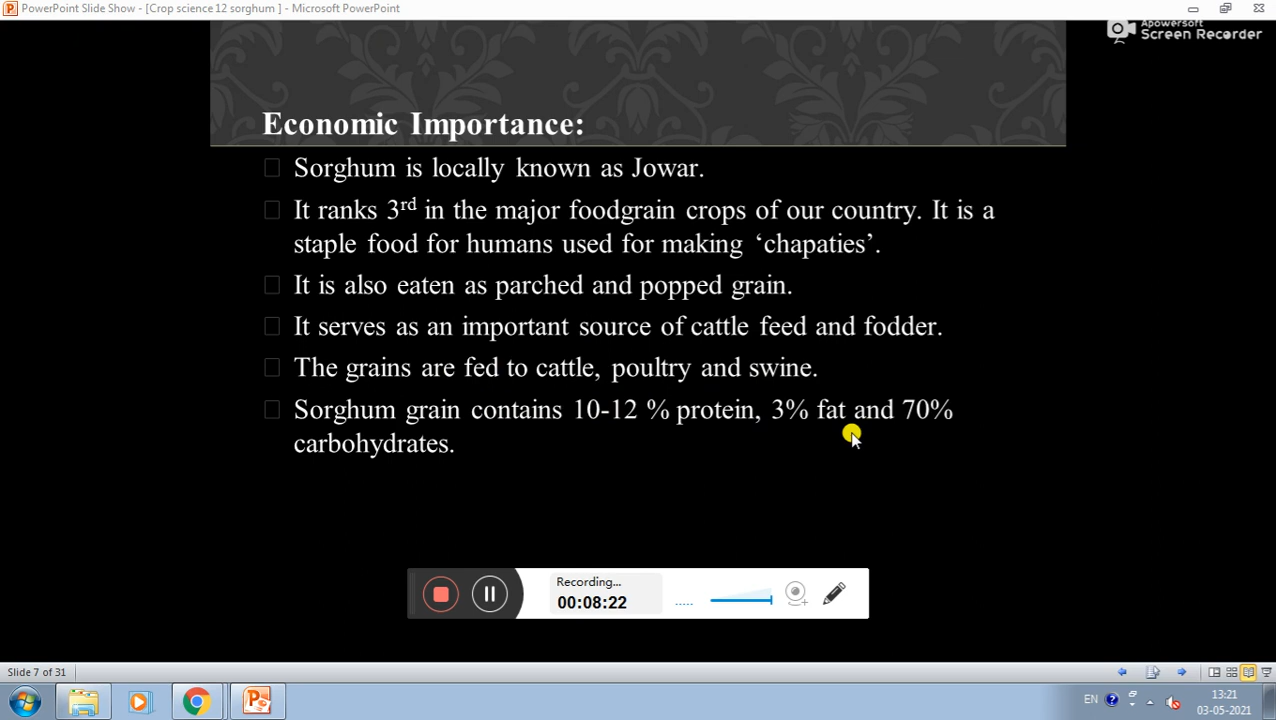 PowerPoint Slide Show - [Crop science 12 sorghum ] - Microsoft PowerPoint
Apowersoft
Screen Recorder
Economic Importance:
Sorghum is locally known as Jowar.
It ranks 3rd in the major foodgrain crops of our country. It is a
staple food for humans used for making ‘chapaties’.
It is also eaten as parched and popped grain.
It serves as an important source of cattle feed and fodder.
The grains are fed to cattle, poultry and swine.
Sorghum grain contains 10-12 % protein, 3% fat and 70%
carbohydrates.
Recording...
00:08:22
Slide 7 of 31
EN
13:21
03-05-2021